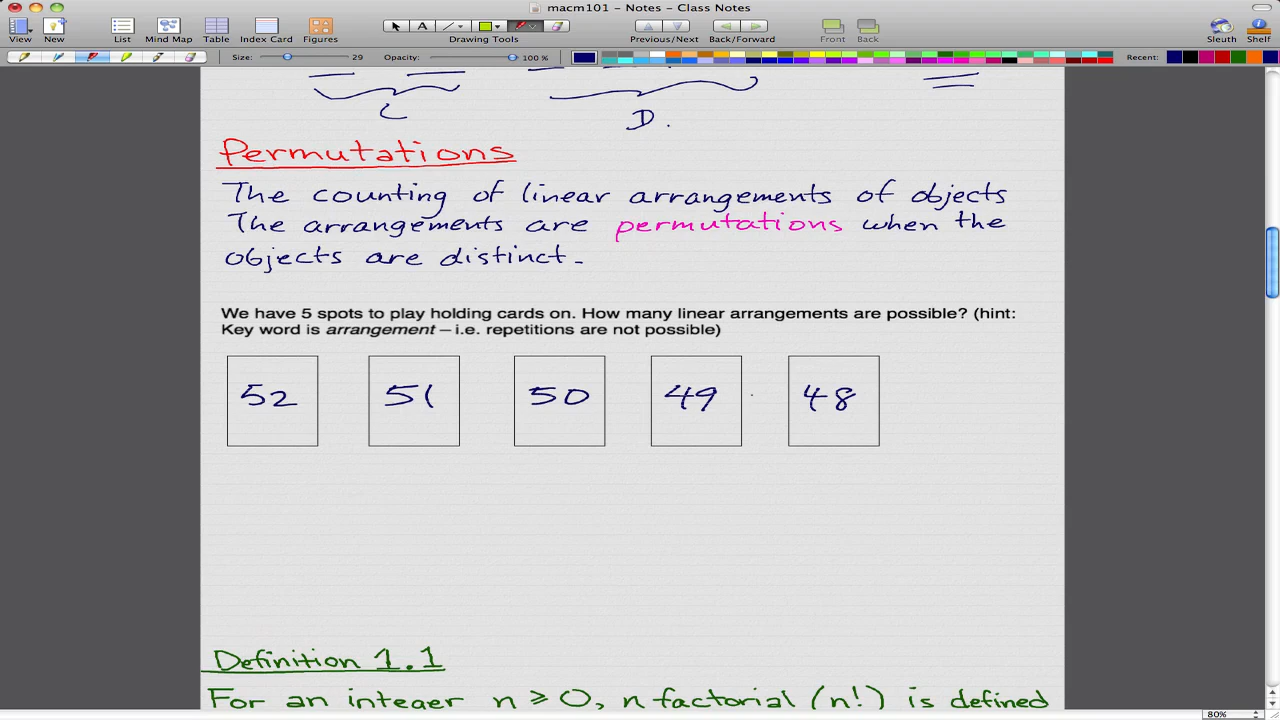 macm101 - Notes - Class Notes
View New List Mind Map Table Index Card Figures Drawing Tools Previous/Next Back/Forward Front Back Sleuth Shelf
A
Size: 29 Opacity: 100 % Recent:
C D.
Permutations
The counting of linear arrangements of objects
The arrangements are permutations when the
objects are distinct.
We have 5 spots to play holding cards on. How many linear arrangements are possible? (hint:
Key word is arrangement – i.e. repetitions are not possible)
52 51 50 49 48
Definition 1.1
For an integer n ≥ 0, n factorial (n!) is defined
80%